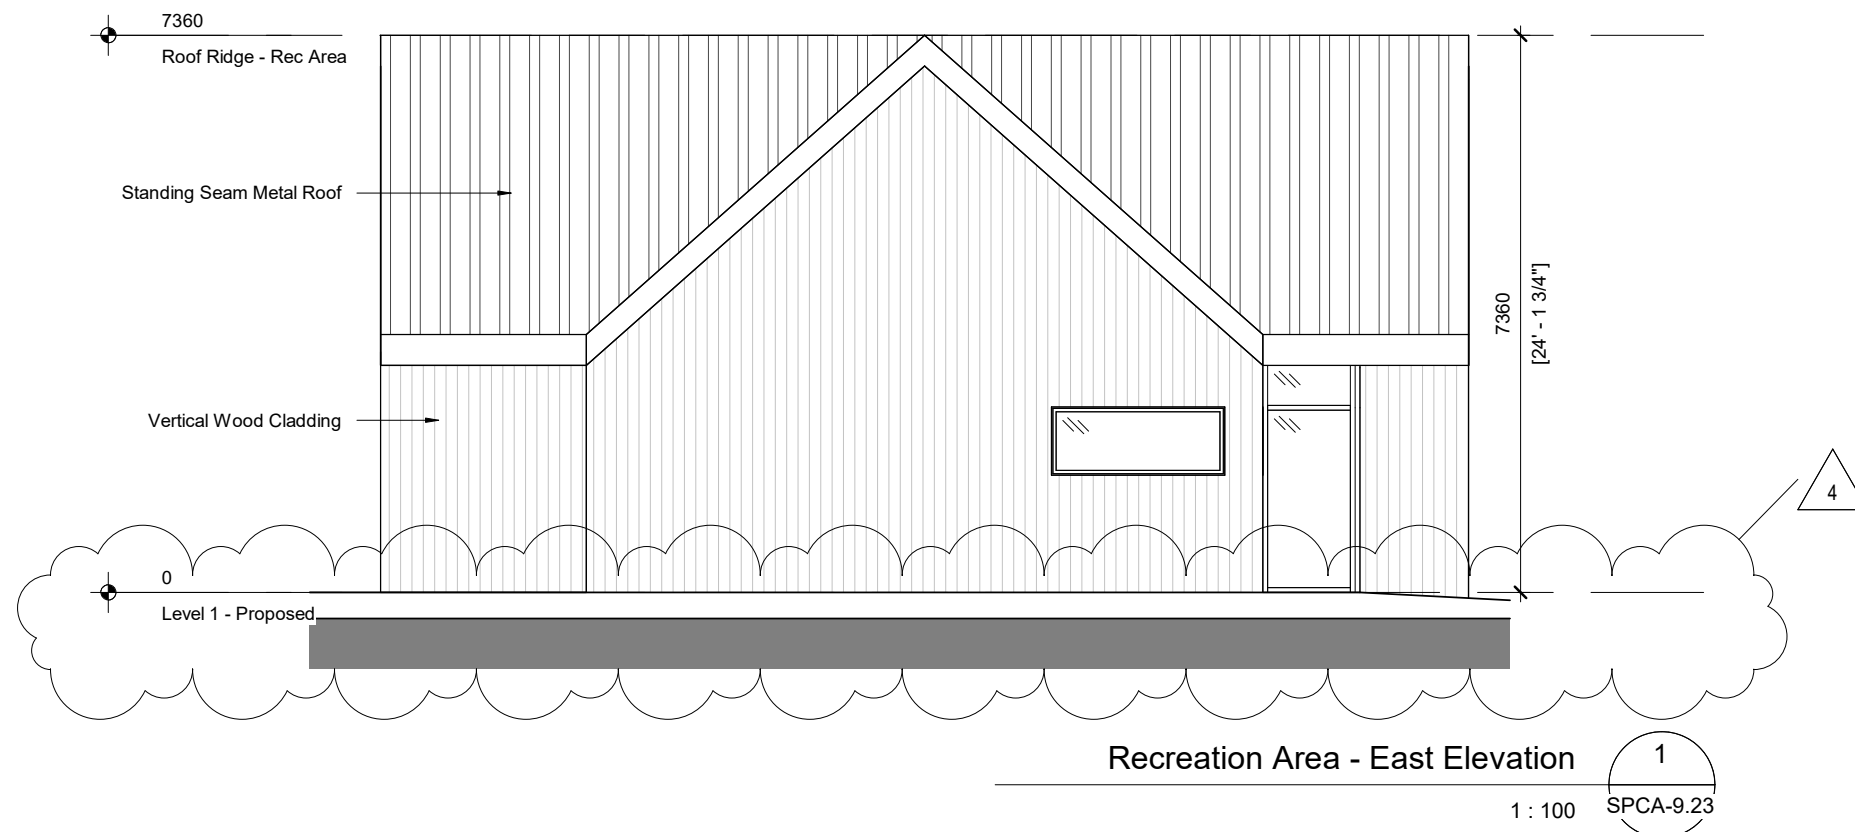 7360
Roof Ridge - Rec Area
Standing Seam Metal Roof
7360
[24' - 1 3/4"]
Vertical Wood Cladding
4
0
Level 1 - Proposed
Recreation Area - East Elevation
1
1 : 100
SPCA-9.23